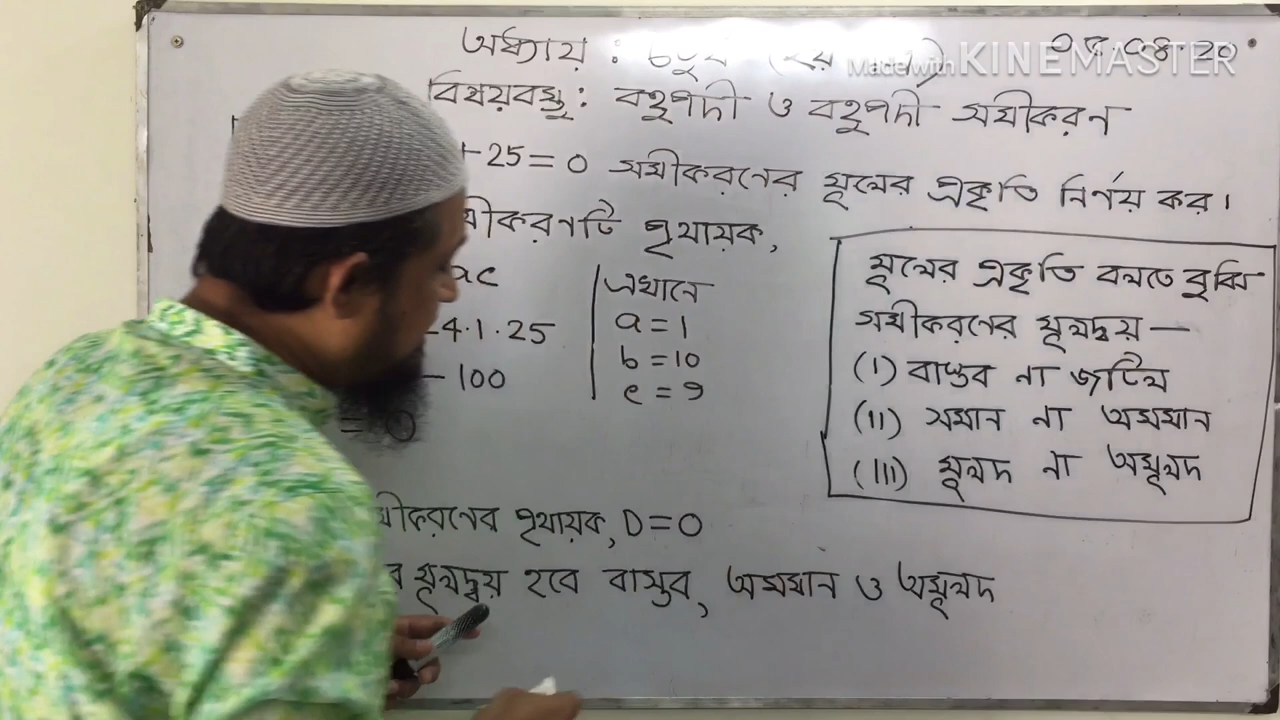 অধ্যায় :
Made with KINEMASTER
বিষয়বস্তু : বহুপদী ও বহুপদী সমীকরণ
+ 25 = 0 সমীকরণের মূলের প্রকৃতি নির্ণয় কর।
মীকরণটি পৃথায়ক,
ac
-4.1.25
- 100
= 0
এখানে
a = 1
b = 10
c = 9
মূলের প্রকৃতি বলতে বুঝি
সমীকরণের মূলদ্বয় —
(I) বাস্তব না জটিল
(II) সমান না অসমান
(III) মূলদ না অমূলদ
মীকরণের পৃথায়ক, D = 0
র মূলদ্বয় হবে বাস্তব, অসমান ও অমূলদ